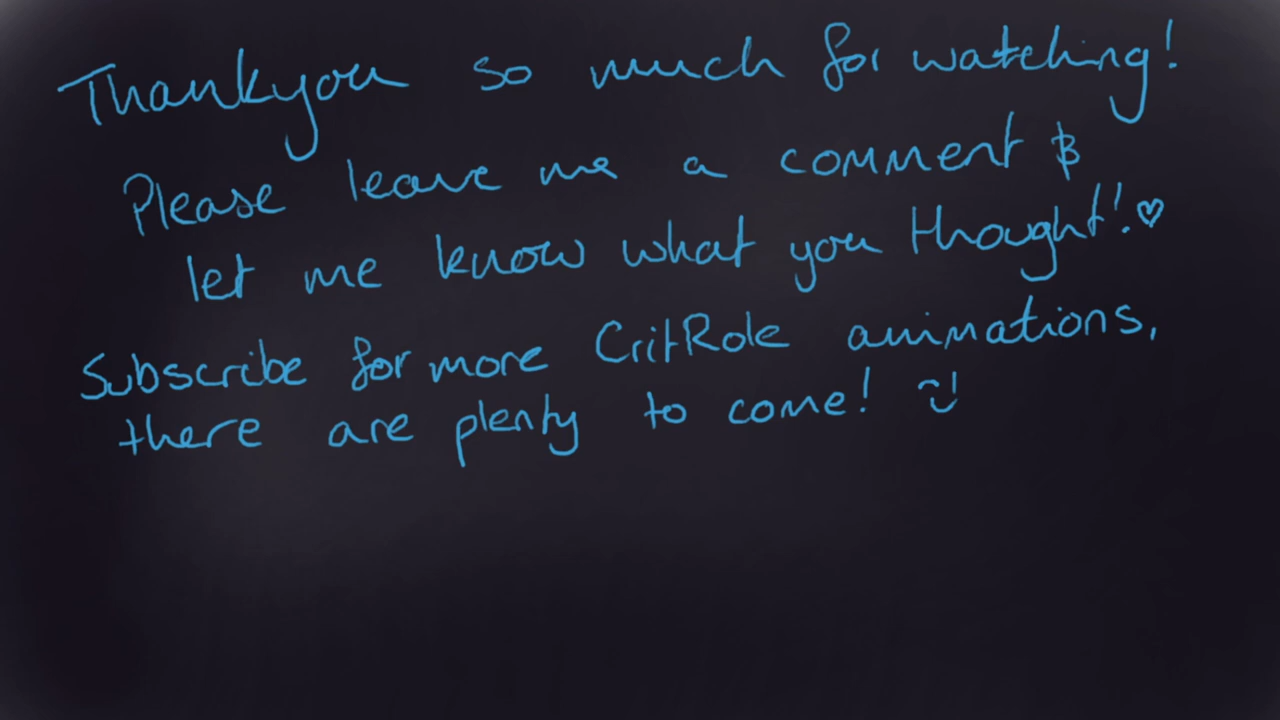 Thankyou so much for watching!
Please leave me a comment &
let me know what you thought! ♡
Subscribe for more CritRole animations,
there are plenty to come! :)